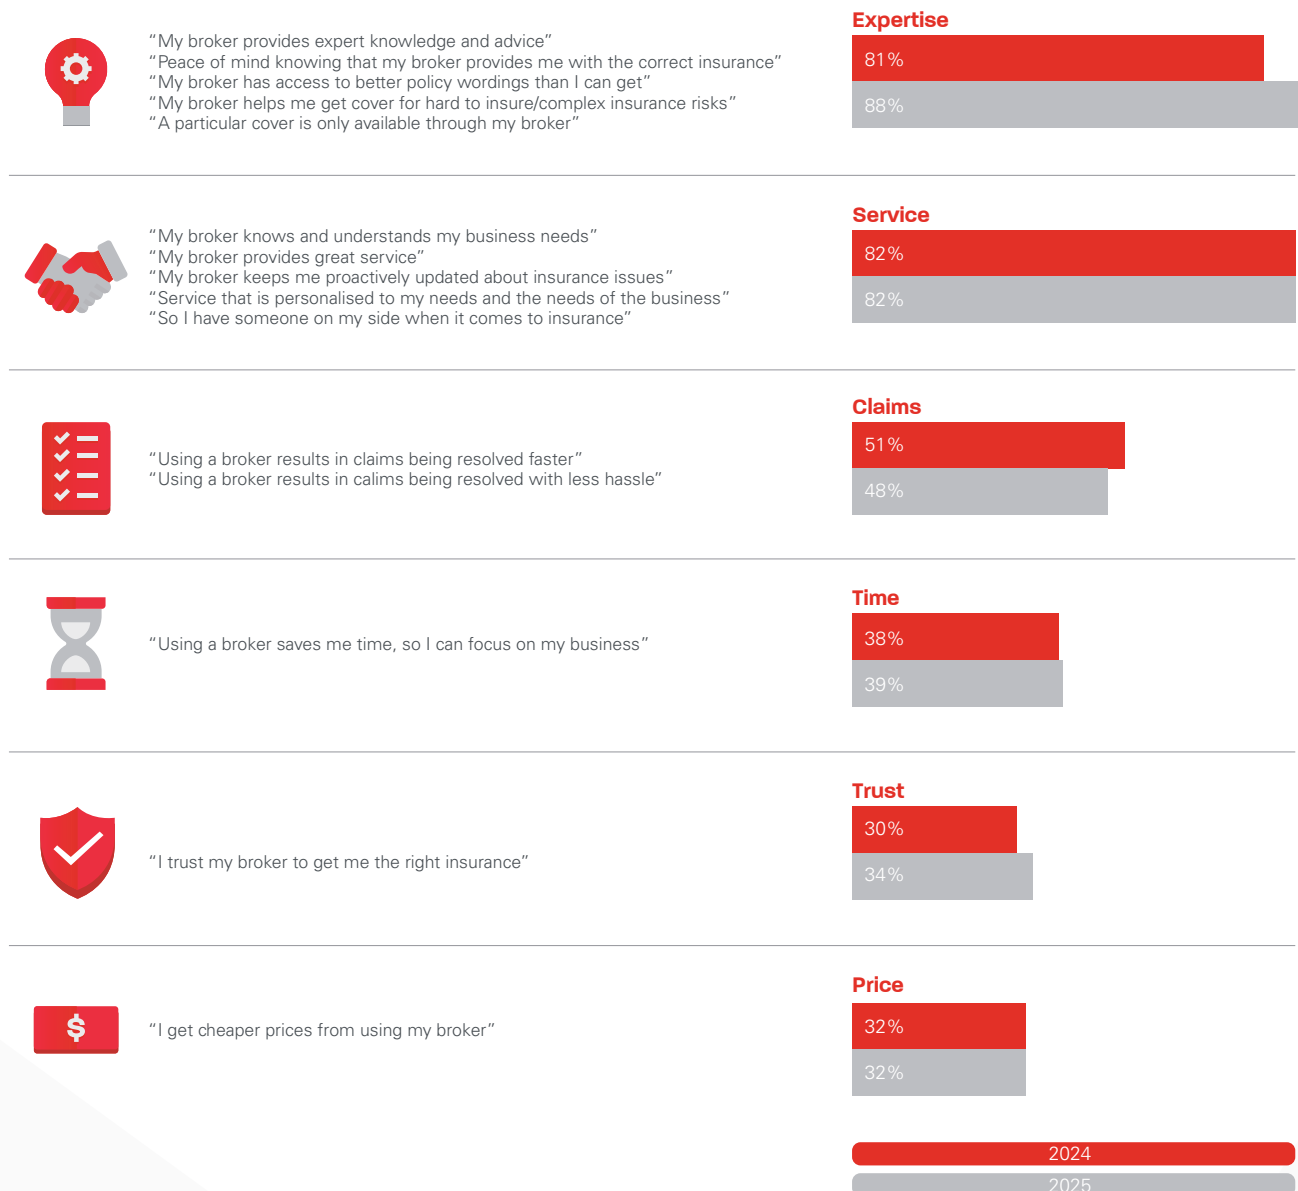 Expertise
“My broker provides expert knowledge and advice”
“Peace of mind knowing that my broker provides me with the correct insurance”
“My broker has access to better policy wordings than I can get”
“My broker helps me get cover for hard to insure/complex insurance risks”
“A particular cover is only available through my broker”
81%
88%
Service
“My broker knows and understands my business needs”
“My broker provides great service”
“My broker keeps me proactively updated about insurance issues”
“Service that is personalised to my needs and the needs of the business”
“So I have someone on my side when it comes to insurance”
82%
82%
Claims
“Using a broker results in claims being resolved faster”
“Using a broker results in calims being resolved with less hassle”
51%
48%
Time
“Using a broker saves me time, so I can focus on my business”
38%
39%
Trust
“I trust my broker to get me the right insurance”
30%
34%
Price
“I get cheaper prices from using my broker”
$
32%
32%
2024
2025